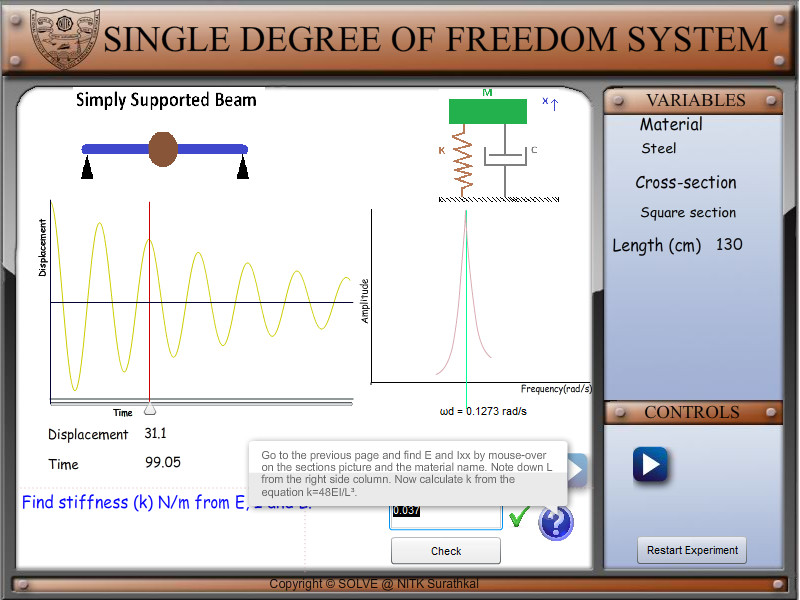 SINGLE DEGREE OF FREEDOM SYSTEM
Simply Supported Beam
M
X
K
C
Displacement
Time
Amplitude
Frequency(rad/s)
ωd = 0.1273 rad/s
Displacement 31.1
Time 99.05
Go to the previous page and find E and Ixx by mouse-over
on the sections picture and the material name. Note down L
from the right side column. Now calculate k from the
equation k=48EI/L³.
Find stiffness (k) N/m from E, I and L.
0.037
?
Check
VARIABLES
Material
Steel
Cross-section
Square section
Length (cm) 130
CONTROLS
Restart Experiment
Copyright © SOLVE @ NITK Surathkal